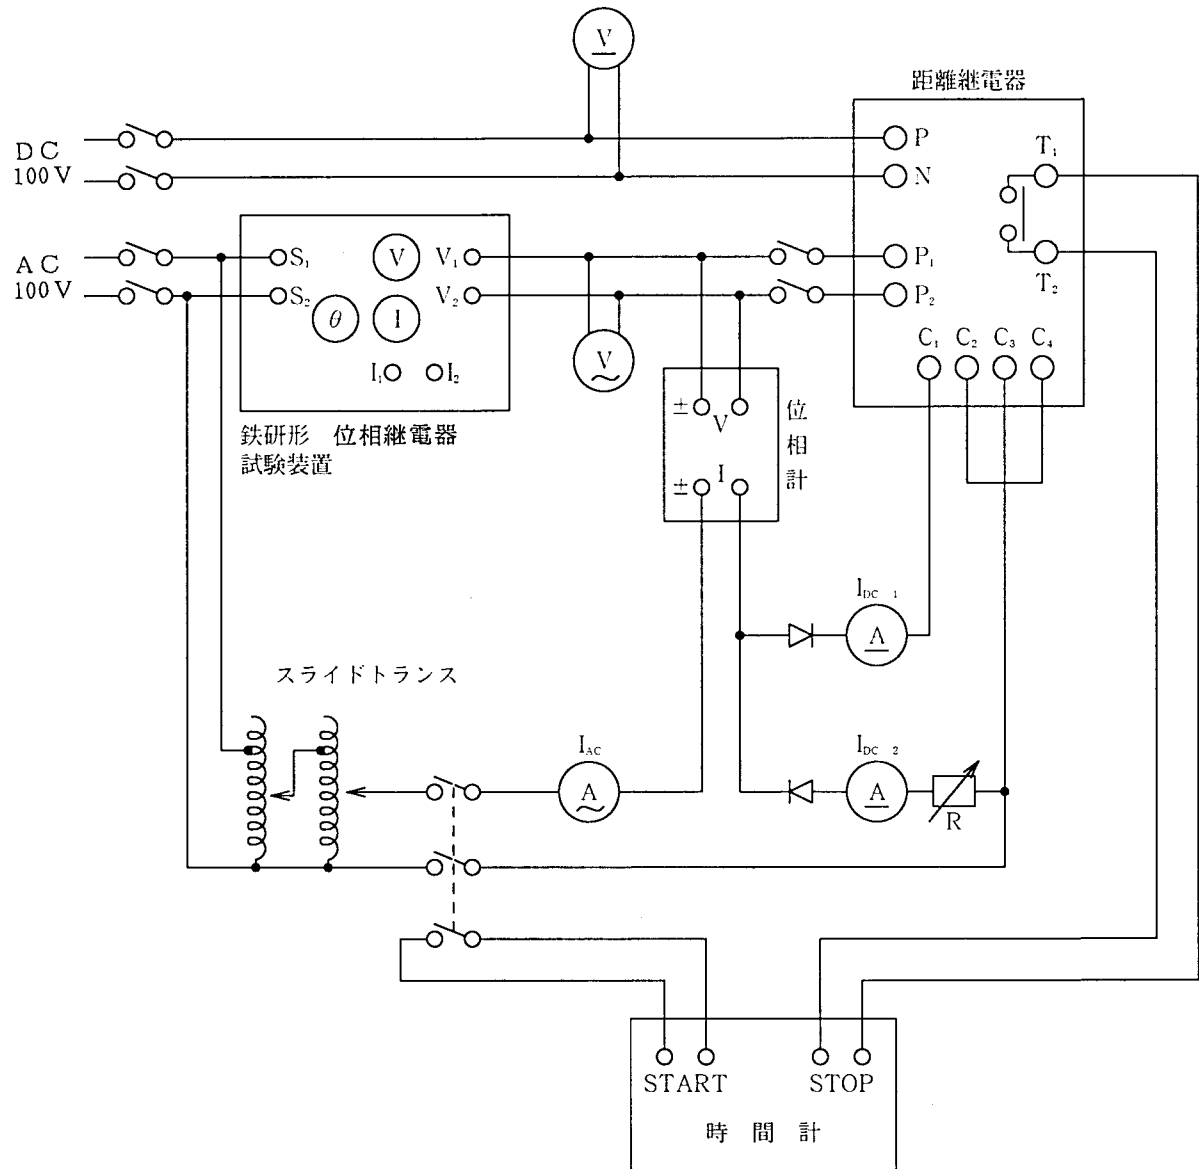 V
距離継電器
DC
100V
P
N
T₁
T₂
AC
100V
S₁
S₂
V
θ
I
V₁
V₂
I₁
I₂
V
P₁
P₂
C₁
C₂
C₃
C₄
鉄研形 位相継電器
試験装置
±
V
±
I
位相計
I_DC 1
A
スライドトランス
I_AC
A
I_DC 2
A
R
START
STOP
時間計